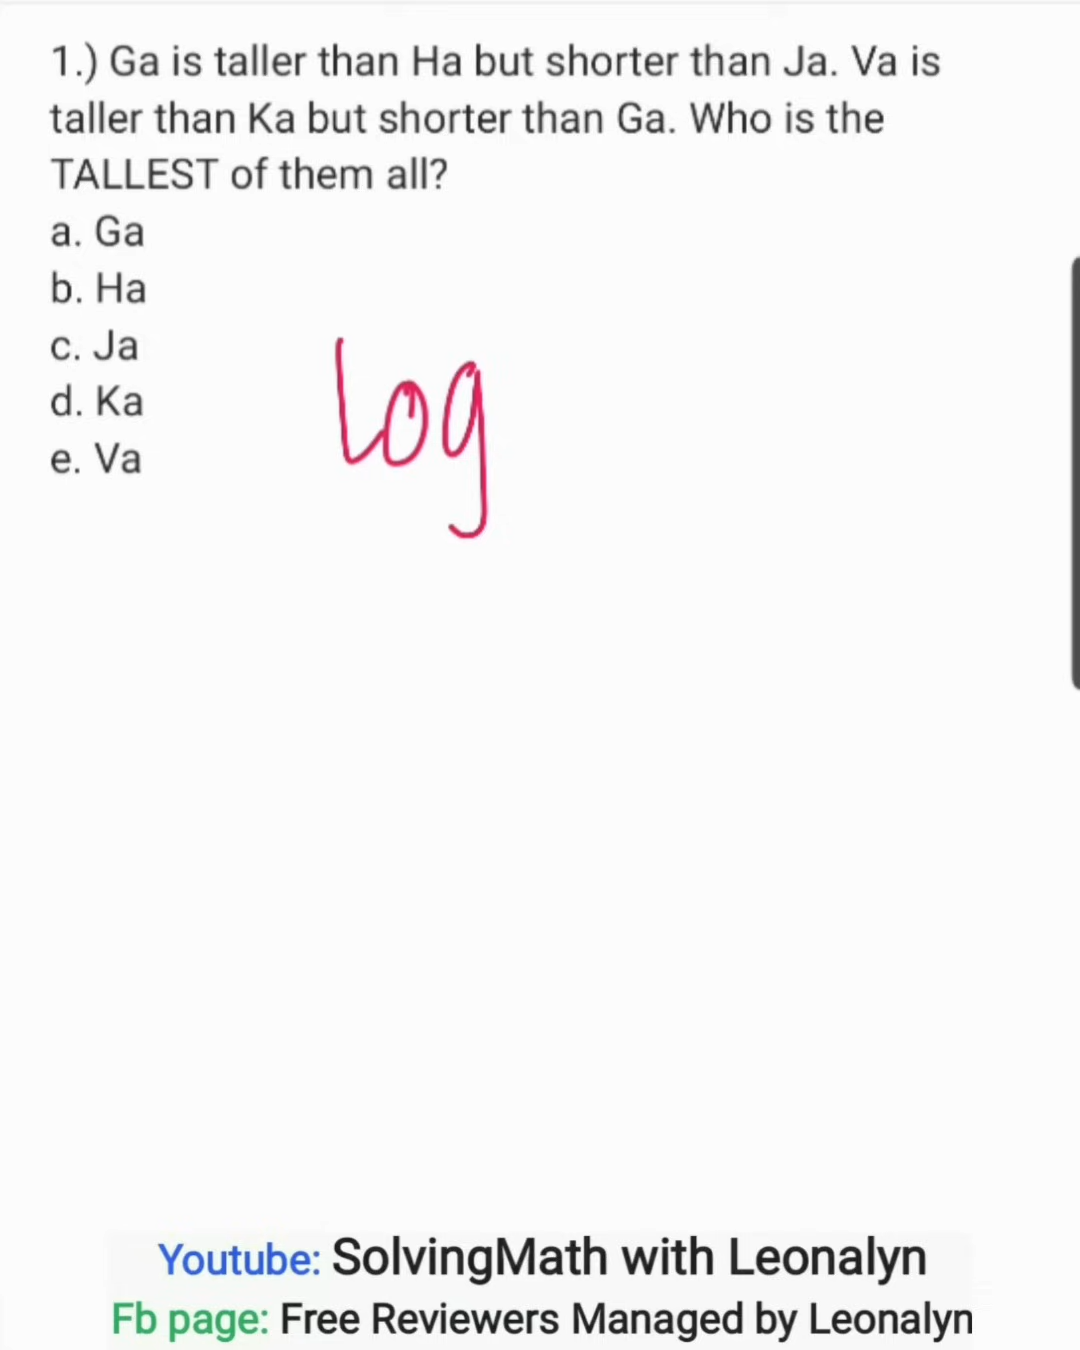 1.) Ga is taller than Ha but shorter than Ja. Va is
taller than Ka but shorter than Ga. Who is the
TALLEST of them all?
a. Ga
b. Ha
c. Ja
d. Ka
e. Va
Log
Youtube: SolvingMath with Leonalyn
Fb page: Free Reviewers Managed by Leonalyn